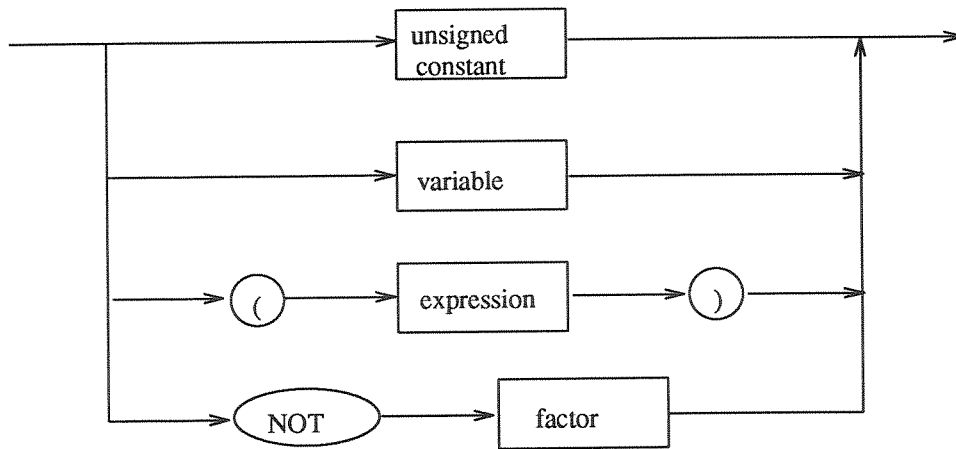 unsigned
constant
variable
( expression )
NOT factor